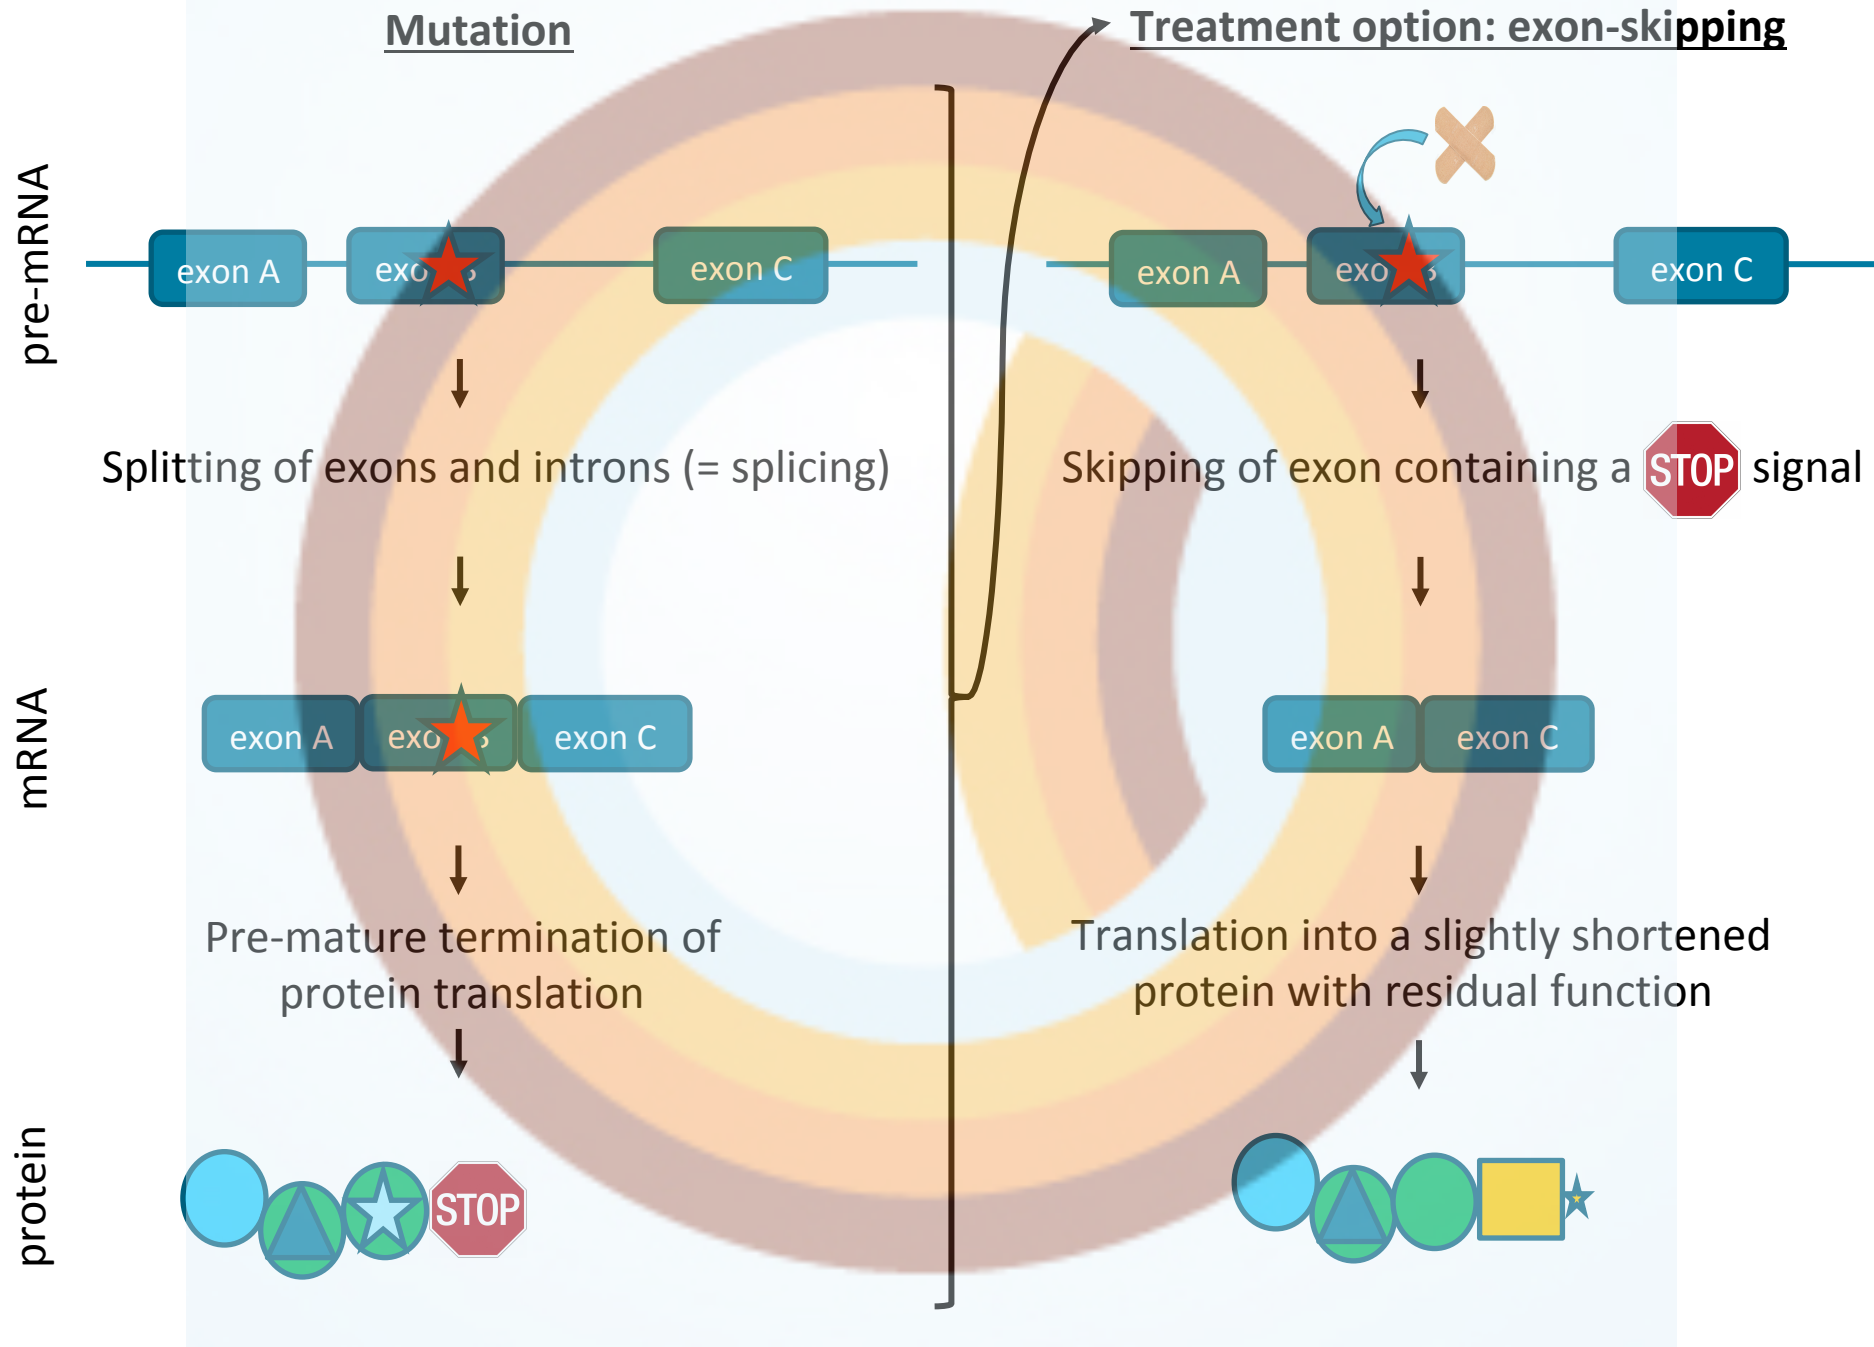 Mutation
Treatment option: exon-skipping
pre-mRNA
exon A
exon C
exon A
exon C
Splitting of exons and introns (= splicing)
Skipping of exon containing a STOP signal
mRNA
exon A
exon C
exon A
exon C
Pre-mature termination of
protein translation
Translation into a slightly shortened
protein with residual function
protein
STOP